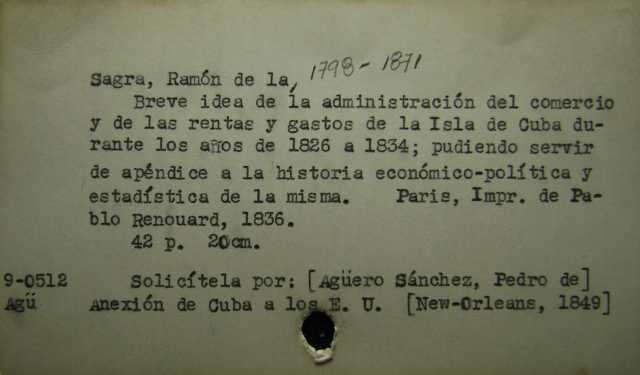 Sagra, Ramón de la, 1798-1871
Breve idea de la administración del comercio
y de las rentas y gastos de la Isla de Cuba du-
rante los años de 1826 a 1834; pudiendo servir
de apéndice a la historia económico-política y
estadística de la misma. Paris, Impr. de Pa-
blo Renouard, 1836.
42 p. 20cm.
9-0512 Solicítela por: [Agüero Sánchez, Pedro de]
Agü Anexión de Cuba a los E. U. [New-Orleans, 1849]